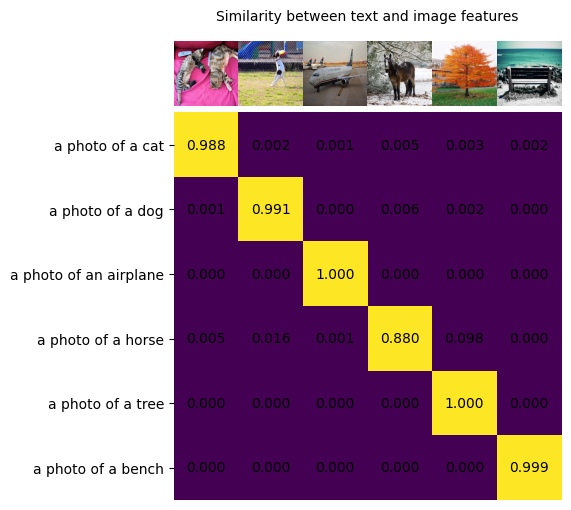 Similarity between text and image features
a photo of a cat 0.988 0.002 0.001 0.005 0.003 0.002
a photo of a dog 0.001 0.991 0.000 0.006 0.002 0.000
a photo of an airplane 0.000 0.000 1.000 0.000 0.000 0.000
a photo of a horse 0.005 0.016 0.001 0.880 0.098 0.000
a photo of a tree 0.000 0.000 0.000 0.000 1.000 0.000
a photo of a bench 0.000 0.000 0.000 0.000 0.000 0.999